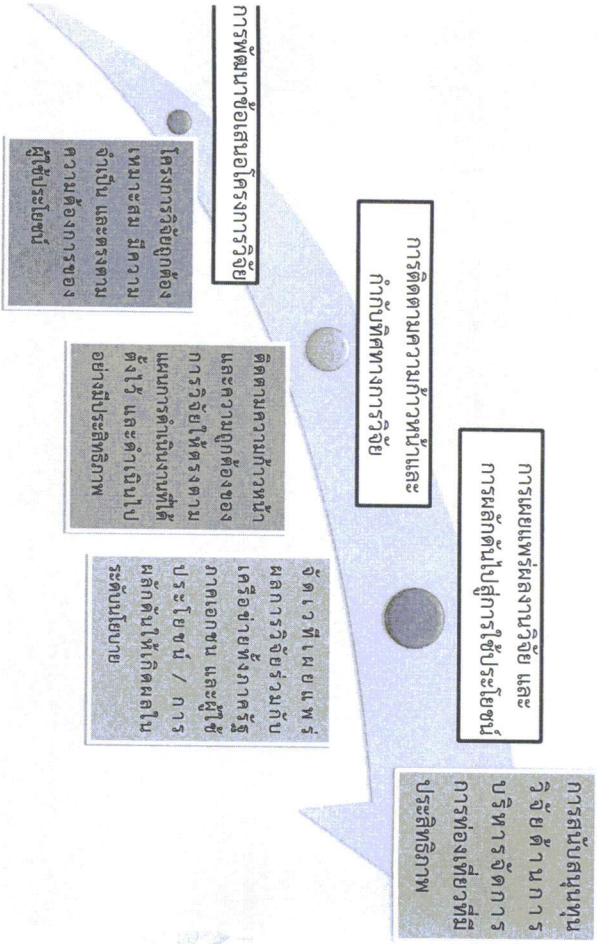 การพัฒนาข้อเสนอโครงการวิจัย
โครงการวิจัยถูกต้อง
เหมาะสม มีความ
จำเป็น และตรงตาม
ความต้องการของ
ผู้ใช้ประโยชน์
การติดตามความก้าวหน้าและ
กำกับทิศทางการวิจัย
ติดตามความก้าวหน้า
และความถูกต้องของ
การวิจัยให้ตรงตาม
แผนการดำเนินงานที่ได้
ตั้งไว้ และดำเนินไป
อย่างมีประสิทธิภาพ
การเผยแพร่ผลงานวิจัย และ
การผลักดันไปสู่การใช้ประโยชน์
จัดเวทีเผยแพร่
ผลการวิจัยร่วมกับ
เครือข่ายทั้งภาครัฐ
ภาคเอกชน และผู้ใช้
ประโยชน์ / การ
ผลักดันให้เกิดผลใน
ระดับนโยบาย
การสนับสนุนทุน
วิจัยด้านการ
บริหารจัดการ
การท่องเที่ยวที่มี
ประสิทธิภาพ